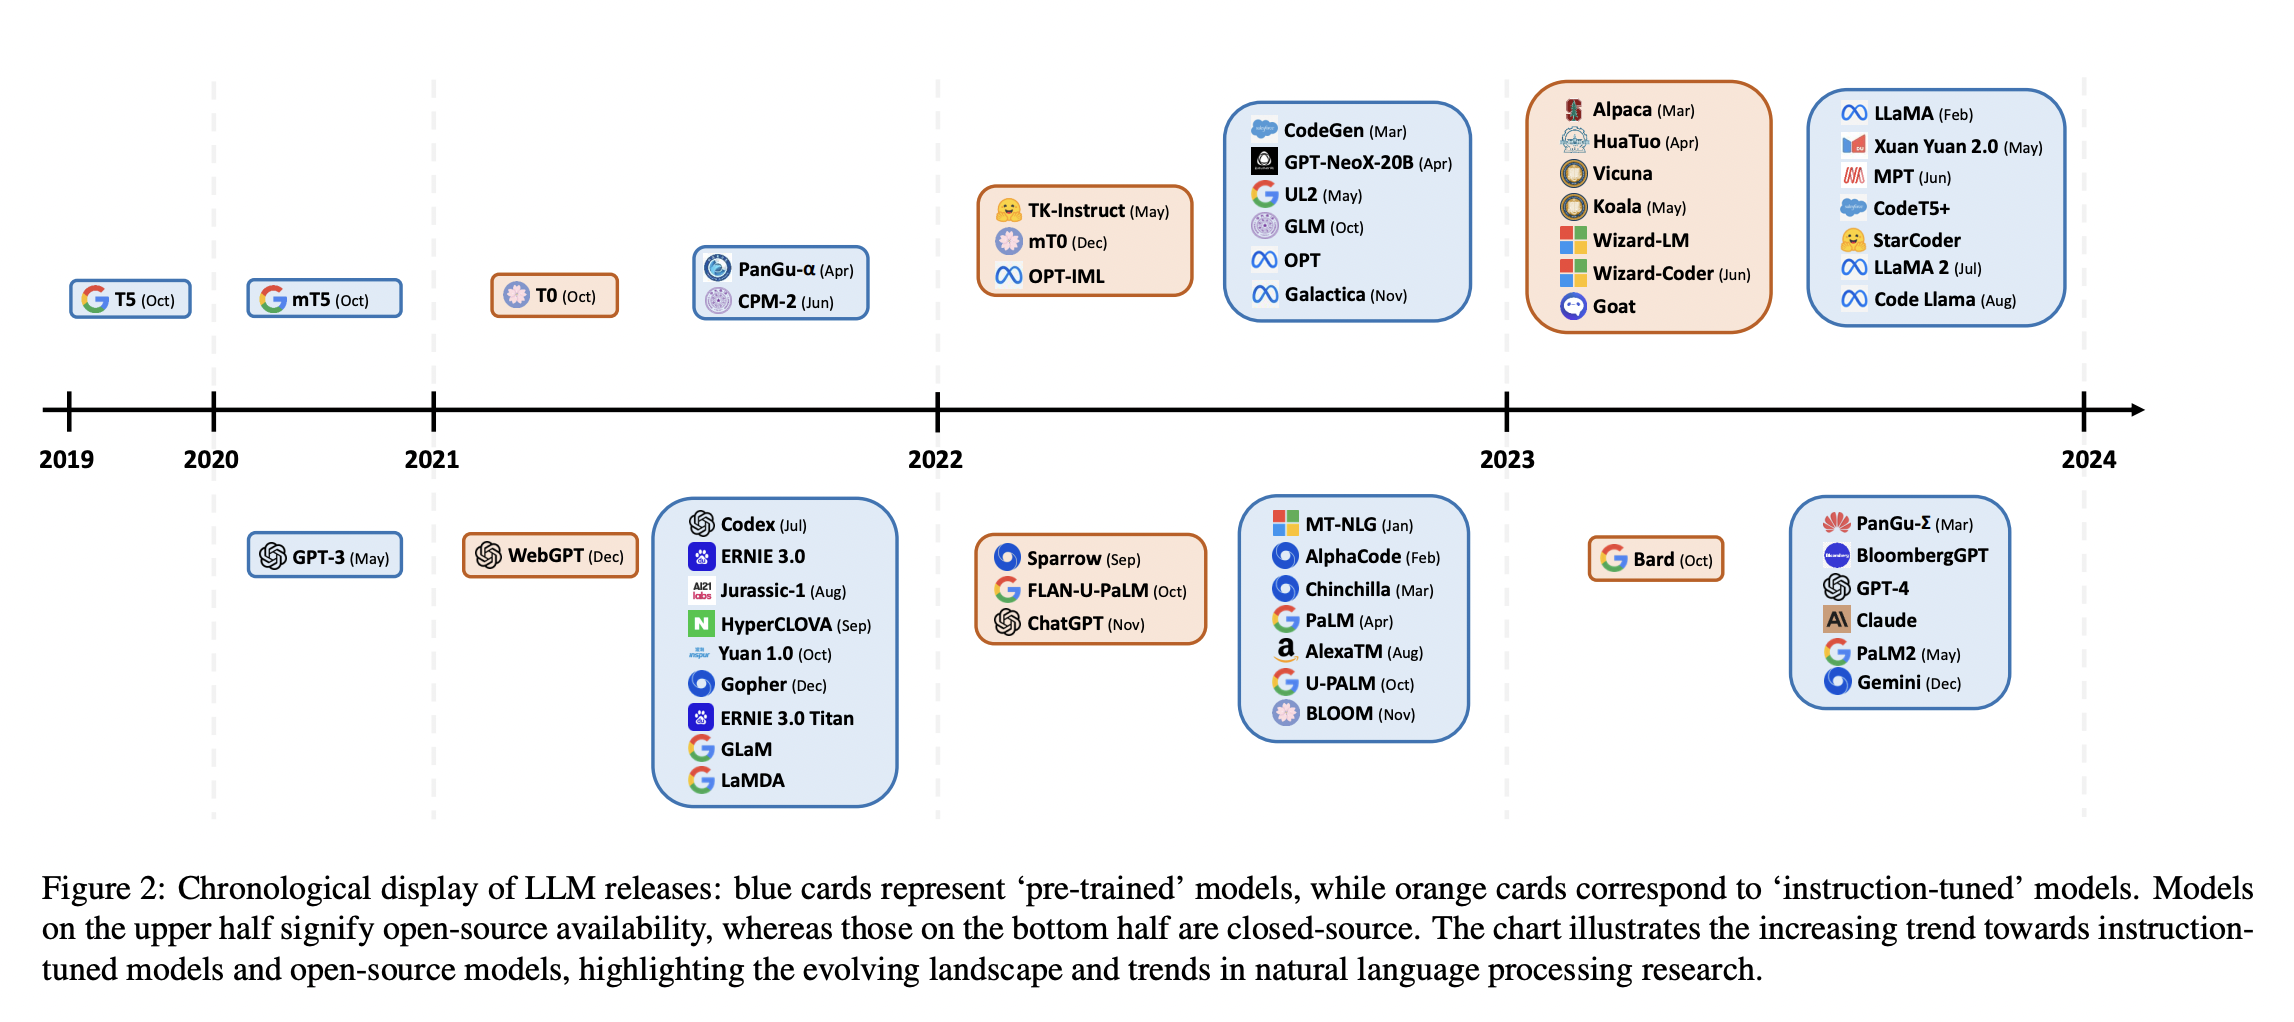 T5 (Oct)
mT5 (Oct)
T0 (Oct)
PanGu-α (Apr)
CPM-2 (Jun)
TK-Instruct (May)
mT0 (Dec)
OPT-IML
CodeGen (Mar)
GPT-NeoX-20B (Apr)
UL2 (May)
GLM (Oct)
OPT
Galactica (Nov)
Alpaca (Mar)
HuaTuo (Apr)
Vicuna
Koala (May)
Wizard-LM
Wizard-Coder (Jun)
Goat
LLaMA (Feb)
Xuan Yuan 2.0 (May)
MPT (Jun)
CodeT5+
StarCoder
LLaMA 2 (Jul)
Code Llama (Aug)
2019
2020
2021
2022
2023
2024
GPT-3 (May)
WebGPT (Dec)
Codex (Jul)
ERNIE 3.0
AI21 labs
Jurassic-1 (Aug)
N
HyperCLOVA (Sep)
inspur
Yuan 1.0 (Oct)
Gopher (Dec)
ERNIE 3.0 Titan
GLaM
LaMDA
Sparrow (Sep)
FLAN-U-PaLM (Oct)
ChatGPT (Nov)
MT-NLG (Jan)
AlphaCode (Feb)
Chinchilla (Mar)
PaLM (Apr)
a
AlexaTM (Aug)
U-PALM (Oct)
BLOOM (Nov)
Bard (Oct)
PanGu-Σ (Mar)
Bloomberg
BloombergGPT
GPT-4
AI
Claude
PaLM2 (May)
Gemini (Dec)
Figure 2: Chronological display of LLM releases: blue cards represent ‘pre-trained’ models, while orange cards correspond to ‘instruction-tuned’ models. Models
on the upper half signify open-source availability, whereas those on the bottom half are closed-source. The chart illustrates the increasing trend towards instruction-
tuned models and open-source models, highlighting the evolving landscape and trends in natural language processing research.